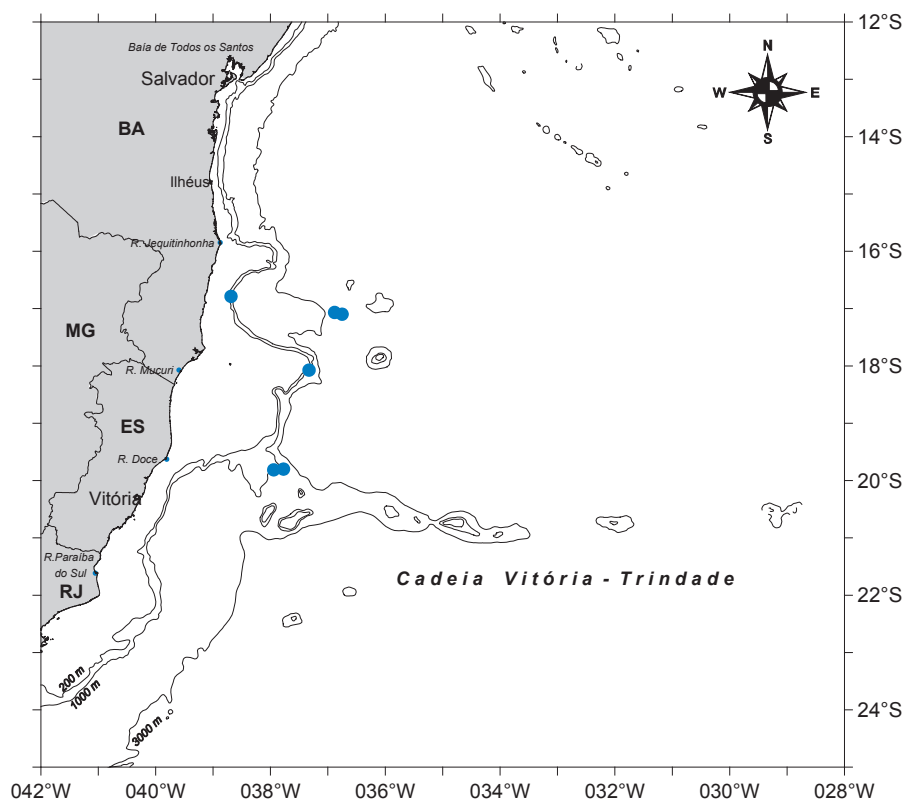 12°S
Baía de Todos os Santos
N
Salvador
W
E
BA
S
14°S
Ilhéus
R. Jequitinhonha
16°S
MG
18°S
R. Mucuri
ES
R. Doce
20°S
Vitória
R.Paraíba
do Sul
Cadeia Vitória - Trindade
RJ
22°S
200 m
1000 m
3000 m
24°S
042°W
040°W
038°W
036°W
034°W
032°W
030°W
028°W